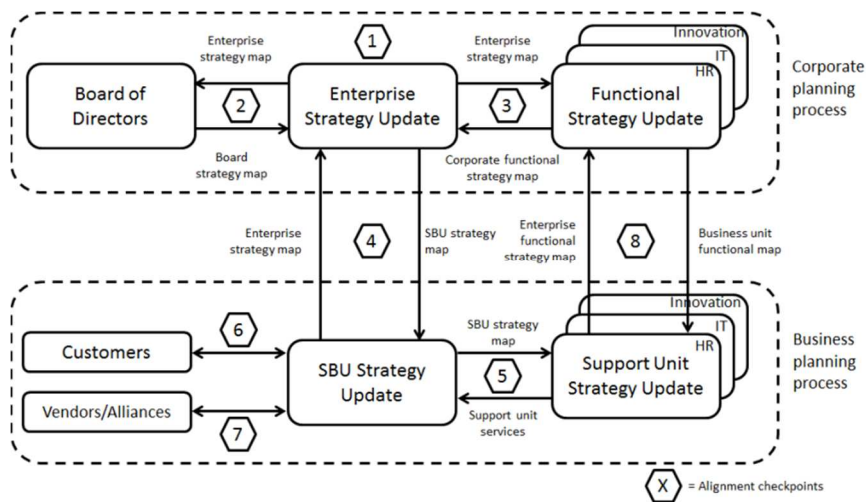 Innovation
IT
HR
1
Enterprise
strategy map
Enterprise
strategy map
Board of
Directors
2
Enterprise
Strategy Update
3
Functional
Strategy Update
Corporate
planning
process
Board
strategy map
Corporate functional
strategy map
Enterprise
strategy map
4
SBU strategy
map
Enterprise
functional
strategy map
8
Business unit
functional map
Innovation
IT
HR
6
Customers
SBU strategy
map
SBU Strategy
Update
5
Support Unit
Strategy Update
Business
planning
process
Vendors/Alliances
7
Support unit
services
X = Alignment checkpoints